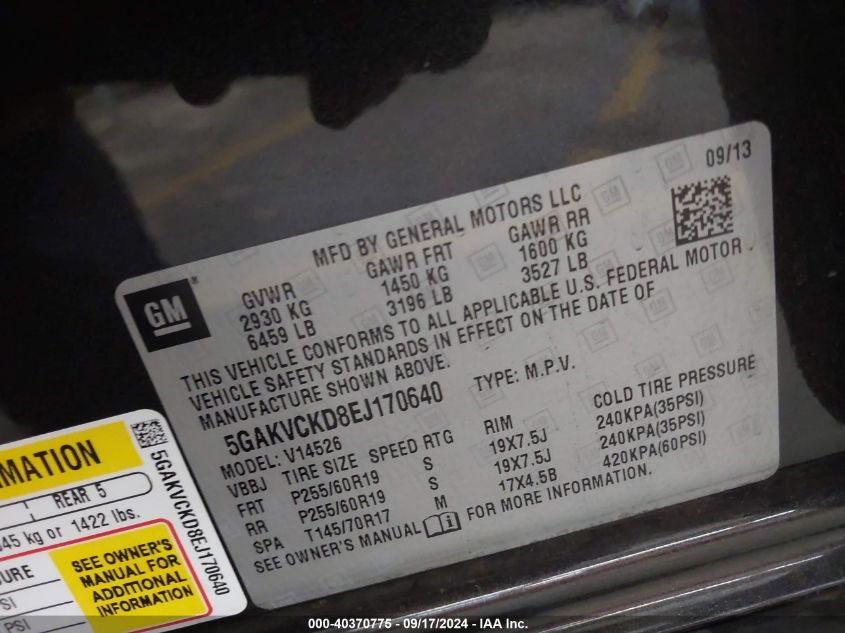 09/13
MFD BY GENERAL MOTORS LLC
GM
GVWR GAWR FRT GAWR RR
2930 KG 1450 KG 1600 KG
6459 LB 3196 LB 3527 LB
THIS VEHICLE CONFORMS TO ALL APPLICABLE U.S. FEDERAL MOTOR
VEHICLE SAFETY STANDARDS IN EFFECT ON THE DATE OF
MANUFACTURE SHOWN ABOVE.
5GAKVCKD8EJ170640 TYPE: M.P.V.
MODEL: V14526
VBBJ TIRE SIZE SPEED RTG RIM COLD TIRE PRESSURE
FRT P255/60R19 S 19X7.5J 240KPA(35PSI)
RR P255/60R19 S 19X7.5J 240KPA(35PSI)
SPA T145/70R17 M 17X4.5B 420KPA(60PSI)
SEE OWNER'S MANUAL FOR MORE INFORMATION.
RMATION
REAR 5
645 kg or 1422 lbs.
SURE
SEE OWNER'S
MANUAL FOR
ADDITIONAL
INFORMATION
PSI
PSI
5GAKVCKD8EJ170640
000-40370775 - 09/17/2024 - IAA Inc.